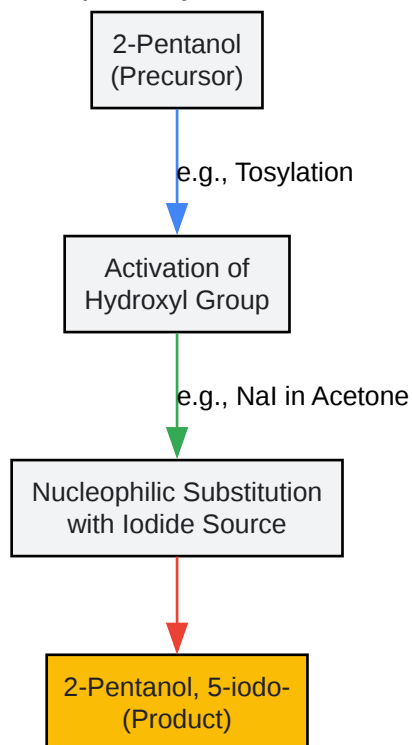 2-Pentanol
(Precursor)
e.g., Tosylation
Activation of
Hydroxyl Group
e.g., NaI in Acetone
Nucleophilic Substitution
with Iodide Source
2-Pentanol, 5-iodo-
(Product)